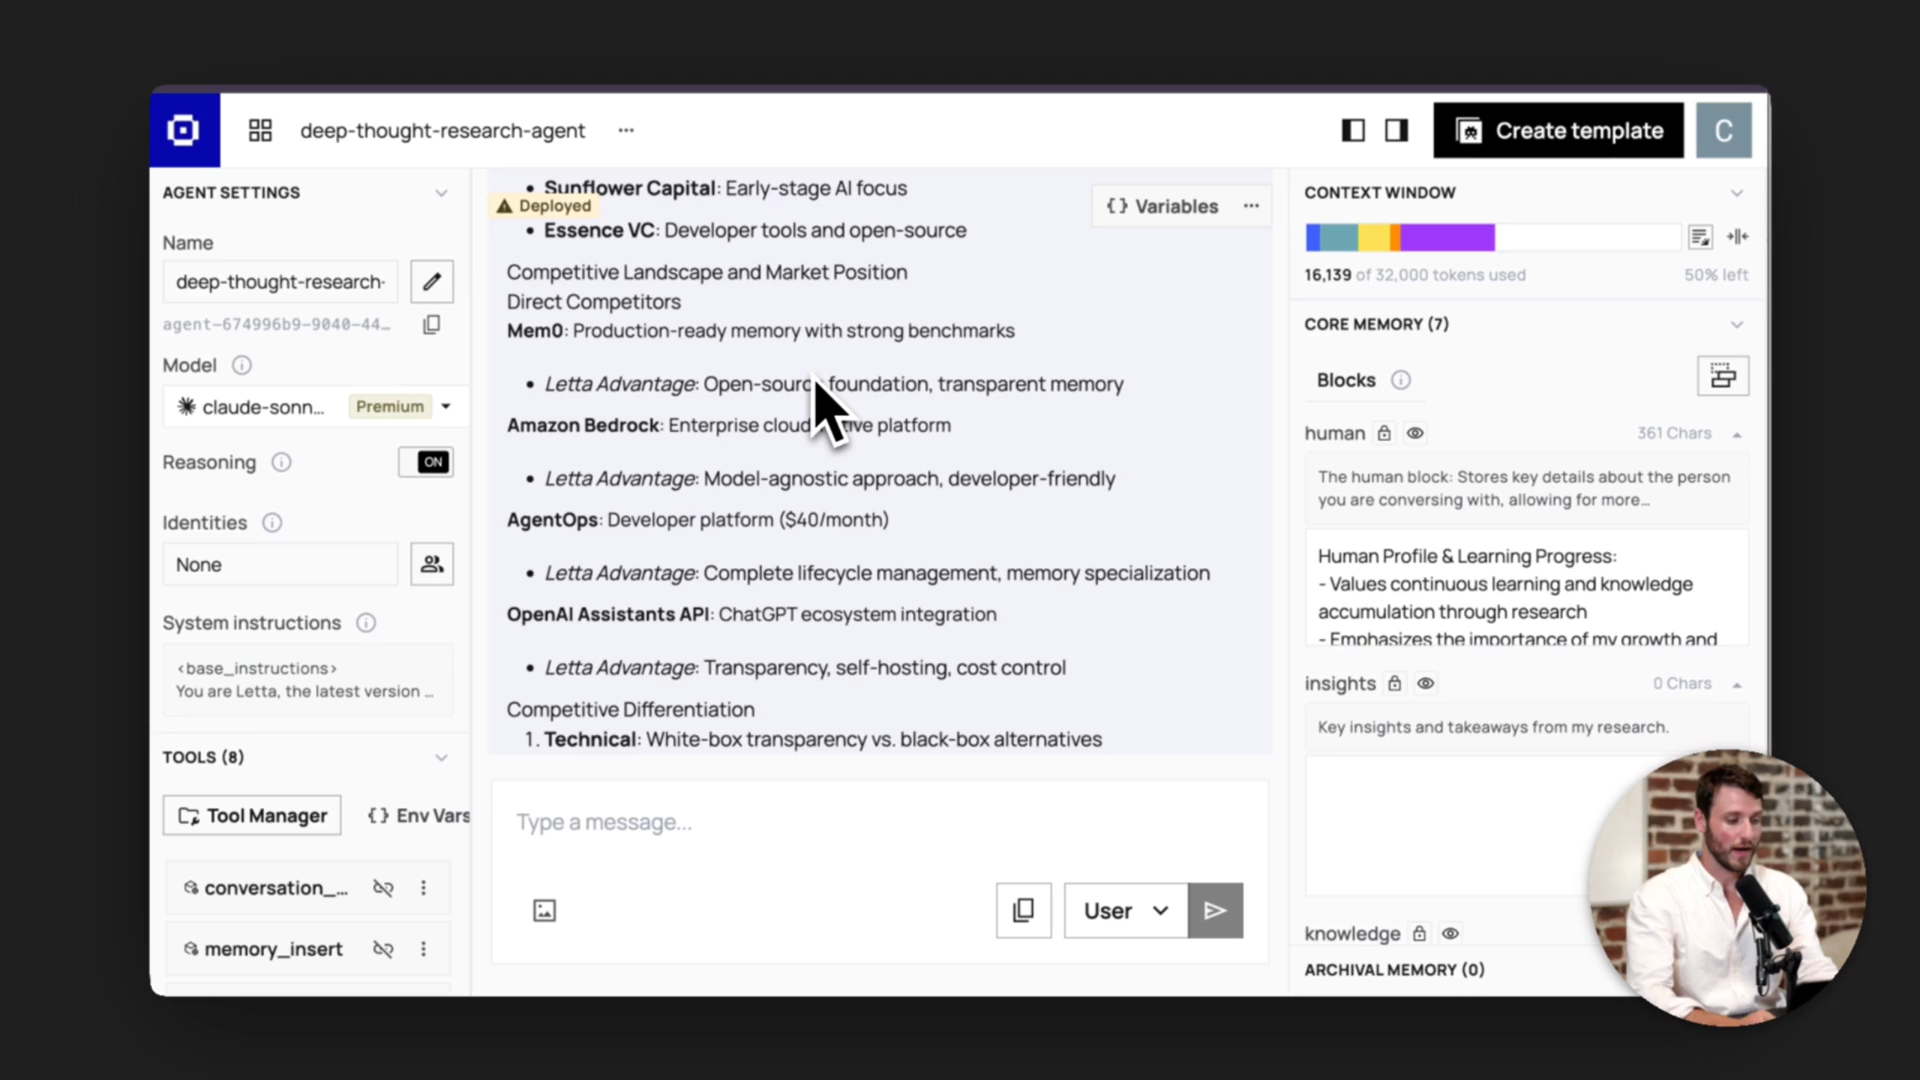 deep-thought-research-agent ...
Create template
C
AGENT SETTINGS
Name
deep-thought-research-
agent-674996b9-9040-44...
Model
claude-sonn...
Premium
Reasoning
ON
Identities
None
System instructions
<base_instructions>
You are Letta, the latest version ...
TOOLS (8)
Tool Manager
{} Env Vars
conversation_...
memory_insert
• Sunflower Capital: Early-stage AI focus
Deployed
{} Variables ...
• Essence VC: Developer tools and open-source
Competitive Landscape and Market Position
Direct Competitors
Mem0: Production-ready memory with strong benchmarks
• Letta Advantage: Open-sourc foundation, transparent memory
Amazon Bedrock: Enterprise cloud ive platform
• Letta Advantage: Model-agnostic approach, developer-friendly
AgentOps: Developer platform ($40/month)
• Letta Advantage: Complete lifecycle management, memory specialization
OpenAI Assistants API: ChatGPT ecosystem integration
• Letta Advantage: Transparency, self-hosting, cost control
Competitive Differentiation
1. Technical: White-box transparency vs. black-box alternatives
Type a message...
User
CONTEXT WINDOW
16,139 of 32,000 tokens used
50% left
CORE MEMORY (7)
Blocks
human
361 Chars
The human block: Stores key details about the person
you are conversing with, allowing for more...
Human Profile & Learning Progress:
- Values continuous learning and knowledge
accumulation through research
- Emphasizes the importance of my growth and
insights
0 Chars
Key insights and takeaways from my research.
knowledge
ARCHIVAL MEMORY (0)